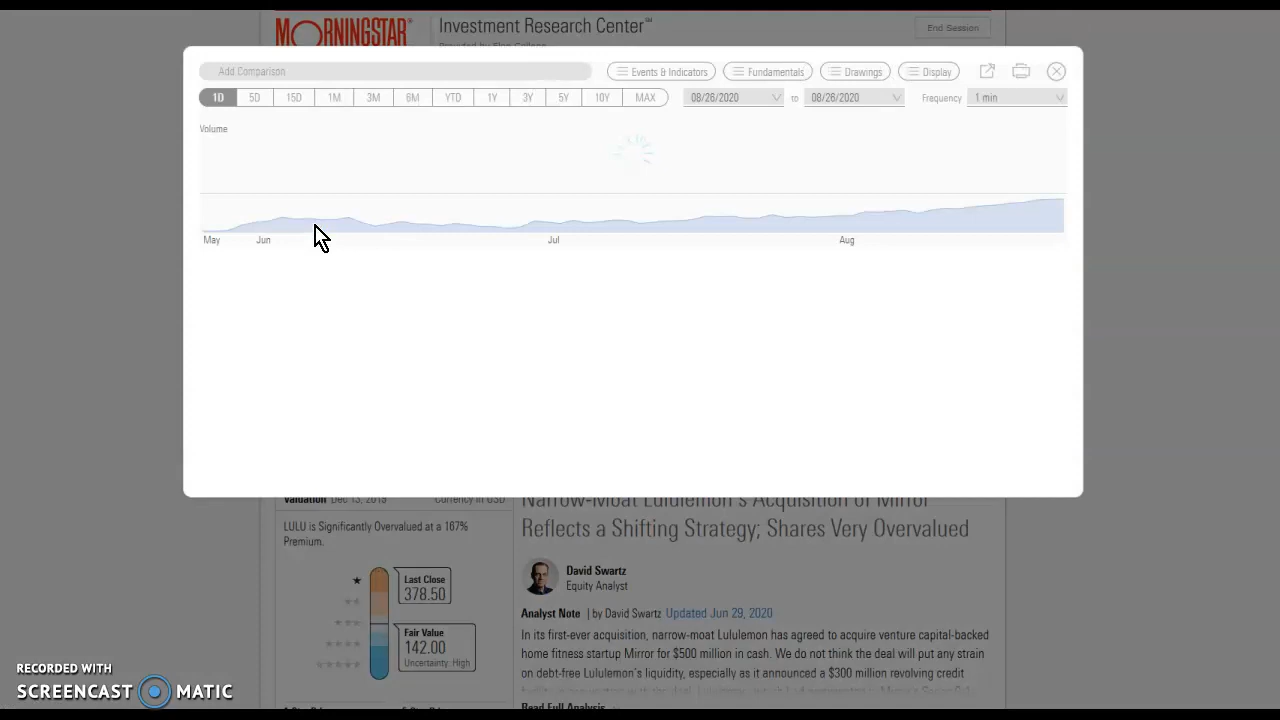 MORNINGSTAR
Investment Research Center℠
End Session
Add Comparison
Events & Indicators
Fundamentals
Drawings
Display
1D 5D 15D 1M 3M 6M YTD 1Y 3Y 5Y 10Y MAX
08/26/2020 to 08/26/2020
Frequency 1 min
Volume
May Jun Jul Aug
Valuation Dec 13, 2019 Currency in USD
LULU is Significantly Overvalued at a 167%
Premium.
Last Close
378.50
Fair Value
142.00
Uncertainty: High
Narrow-Moat Lululemon's Acquisition of Mirror
Reflects a Shifting Strategy; Shares Very Overvalued
David Swartz
Equity Analyst
Analyst Note | by David Swartz Updated Jun 29, 2020
In its first-ever acquisition, narrow-moat Lululemon has agreed to acquire venture capital-backed
home fitness startup Mirror for $500 million in cash. We do not think the deal will put any strain
on debt-free Lululemon's liquidity, especially as it announced a $300 million revolving credit
Read Full Analysis
RECORDED WITH
SCREENCAST MATIC